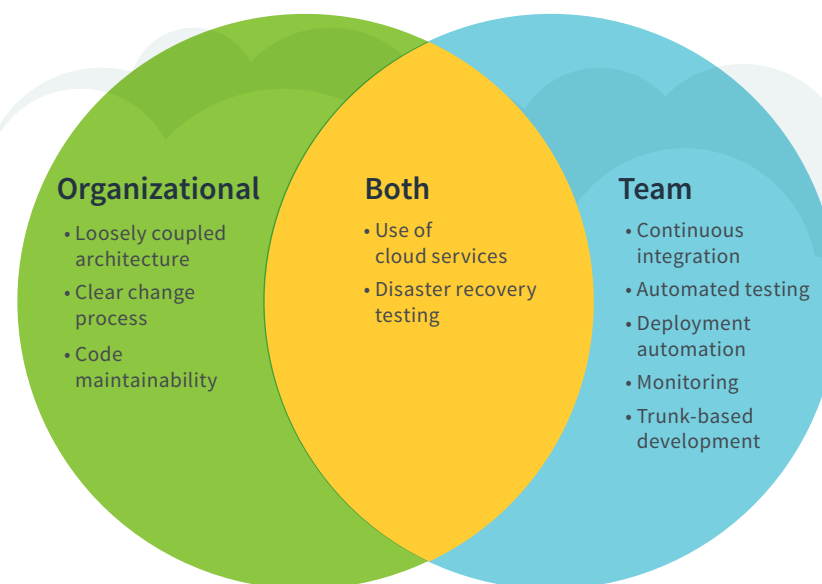 Organizational
• Loosely coupled
architecture
• Clear change
process
• Code
maintainability
Both
• Use of
cloud services
• Disaster recovery
testing
Team
• Continuous
integration
• Automated testing
• Deployment
automation
• Monitoring
• Trunk-based
development